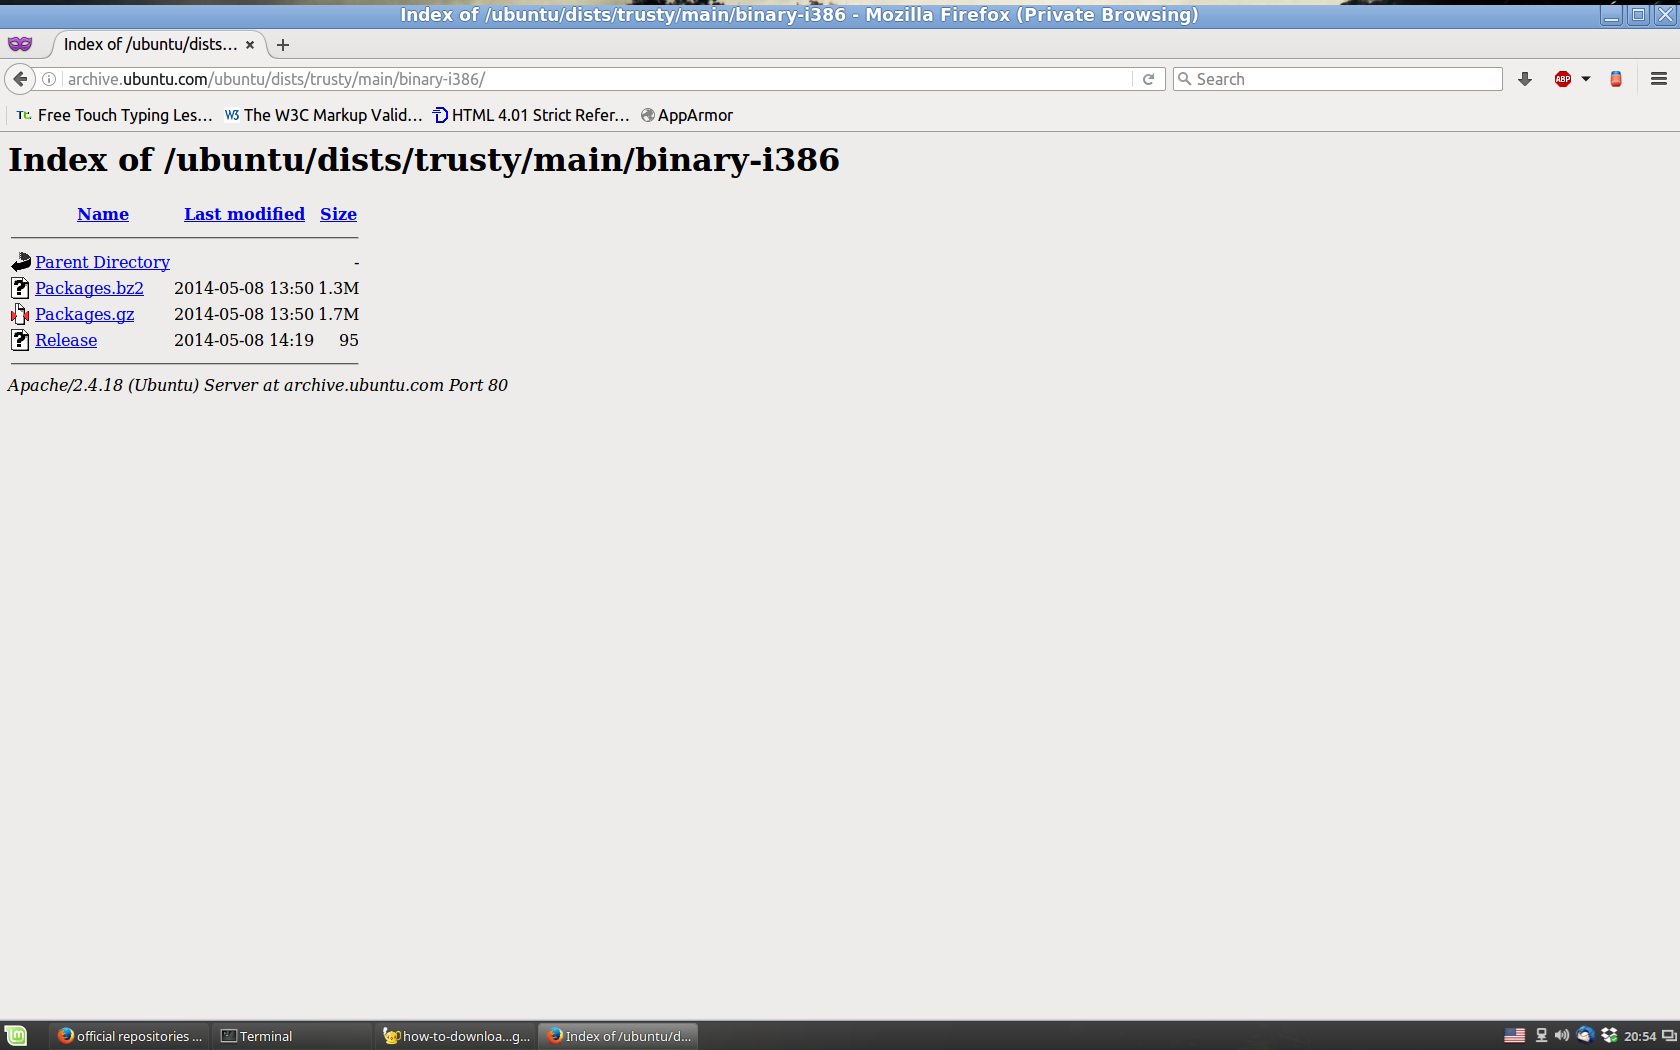 Index of /ubuntu/dists/trusty/main/binary-i386 - Mozilla Firefox (Private Browsing)
Index of /ubuntu/dists...
archive.ubuntu.com/ubuntu/dists/trusty/main/binary-i386/
Search
ABP
Tc Free Touch Typing Les... W3 The W3C Markup Valid... HTML 4.01 Strict Refer... AppArmor
Index of /ubuntu/dists/trusty/main/binary-i386
Name Last modified Size
Parent Directory -
Packages.bz2 2014-05-08 13:50 1.3M
Packages.gz 2014-05-08 13:50 1.7M
Release 2014-05-08 14:19 95
Apache/2.4.18 (Ubuntu) Server at archive.ubuntu.com Port 80
official repositories ... Terminal how-to-downloa...g... Index of /ubuntu/d... 20:54